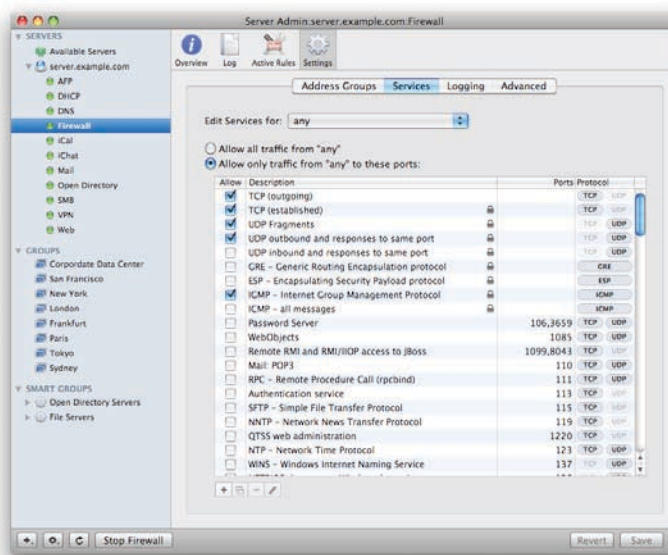 Server Admin:server.example.com:Firewall
SERVERS
Available Servers
server.example.com
AFP
DHCP
DNS
Firewall
iCal
iChat
Mail
Open Directory
SMB
VPN
Web
GROUPS
Corpordate Data Center
San Francisco
New York
London
Frankfurt
Paris
Tokyo
Sydney
SMART GROUPS
Open Directory Servers
File Servers
Overview Log Active Rules Settings
Address Groups Services Logging Advanced
Edit Services for: any
Allow all traffic from "any"
Allow only traffic from "any" to these ports:
Allow Description Ports Protocol
TCP (outgoing) TCP UDP
TCP (established) TCP UDP
UDP Fragments TCP UDP
UDP outbound and responses to same port TCP UDP
UDP inbound and responses to same port TCP UDP
GRE - Generic Routing Encapsulation protocol GRE
ESP - Encapsulating Security Payload protocol ESP
IGMP - Internet Group Management Protocol IGMP
ICMP - all messages ICMP
Password Server 106,3659 TCP UDP
WebObjects 1085 TCP UDP
Remote RMI and RMI/IIOP access to JBoss 1099,8043 TCP UDP
Mail: POP3 110 TCP UDP
RPC - Remote Procedure Call (rpcbind) 111 TCP UDP
Authentication service 113 TCP UDP
SFTP - Simple File Transfer Protocol 115 TCP UDP
NNTP - Network News Transfer Protocol 119 TCP UDP
QTSS web administration 1220 TCP UDP
NTP - Network Time Protocol 123 TCP UDP
WINS - Windows Internet Naming Service 137 TCP UDP
Stop Firewall
Revert Save